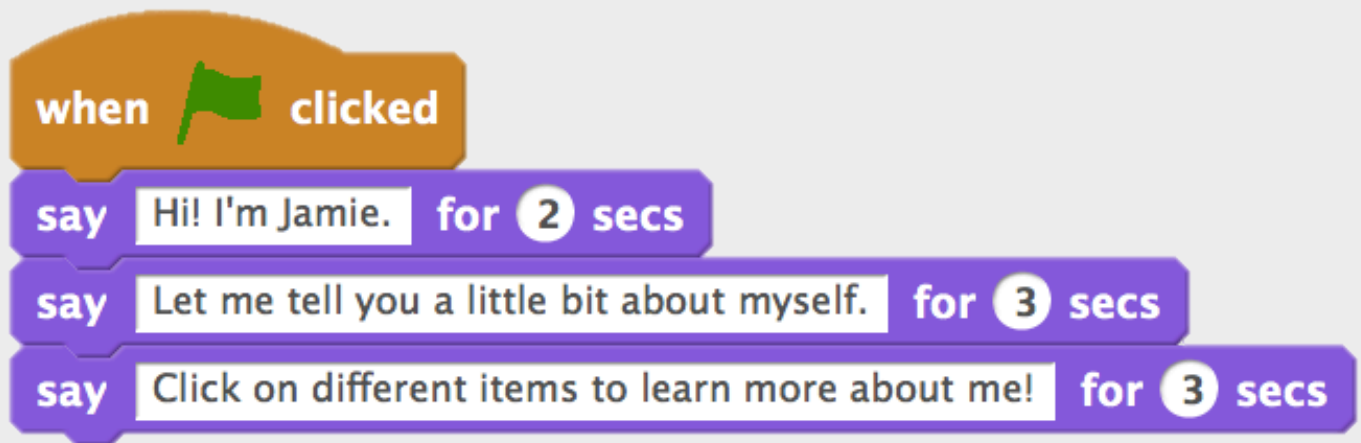 when clicked
say Hi! I'm Jamie. for 2 secs
say Let me tell you a little bit about myself. for 3 secs
say Click on different items to learn more about me! for 3 secs